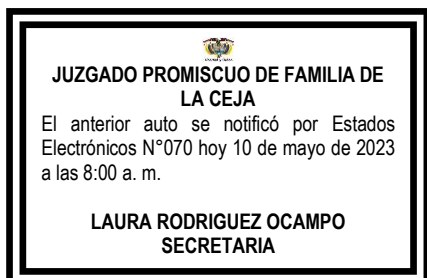 JUZGADO PROMISCUO DE FAMILIA DE
LA CEJA
El anterior auto se notificó por Estados
Electrónicos N°070 hoy 10 de mayo de 2023
a las 8:00 a. m.
LAURA RODRIGUEZ OCAMPO
SECRETARIA